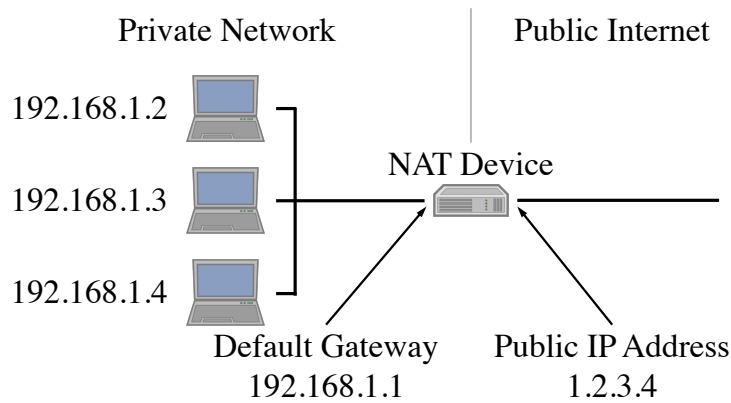 Private Network
Public Internet
192.168.1.2
NAT Device
192.168.1.3
192.168.1.4
Default Gateway
192.168.1.1
Public IP Address
1.2.3.4